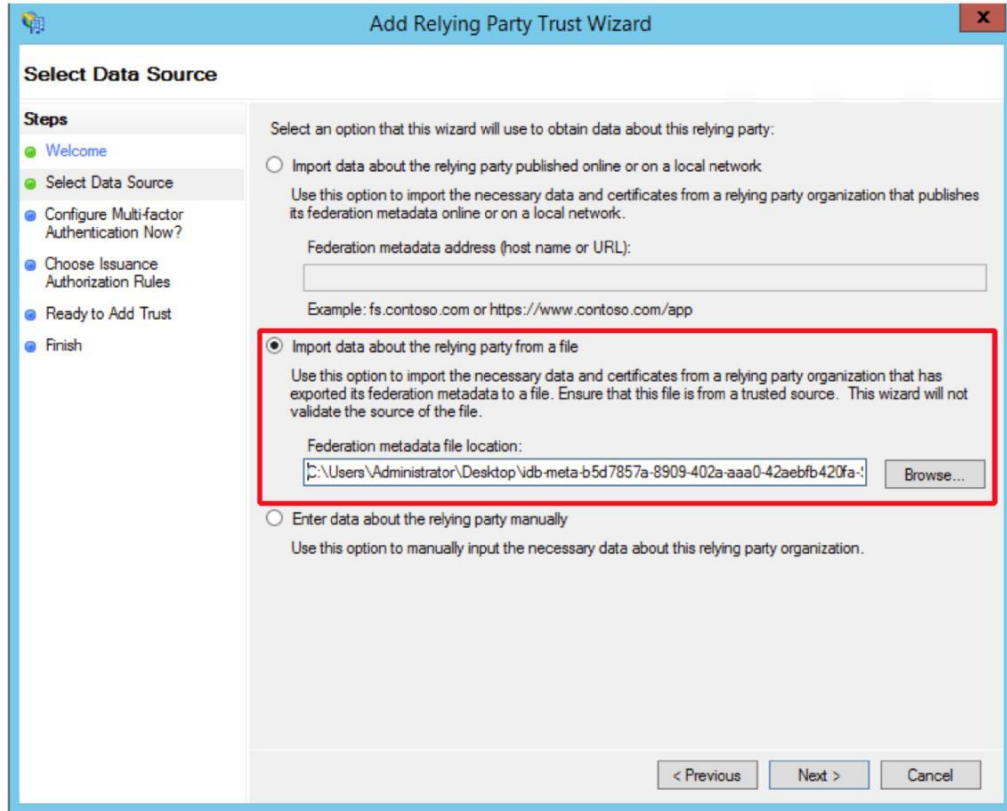 Add Relying Party Trust Wizard
x
Select Data Source
Steps
Welcome
Select Data Source
Configure Multi-factor
Authentication Now?
Choose Issuance
Authorization Rules
Ready to Add Trust
Finish
Select an option that this wizard will use to obtain data about this relying party:
Import data about the relying party published online or on a local network
Use this option to import the necessary data and certificates from a relying party organization that publishes
its federation metadata online or on a local network.
Federation metadata address (host name or URL):
Example: fs.contoso.com or https://www.contoso.com/app
Import data about the relying party from a file
Use this option to import the necessary data and certificates from a relying party organization that has
exported its federation metadata to a file. Ensure that this file is from a trusted source. This wizard will not
validate the source of the file.
Federation metadata file location:
C:\Users\Administrator\Desktop\idb-meta-b5d7857a-8909-402a-aaa0-42aebfb420fa-
Browse...
Enter data about the relying party manually
Use this option to manually input the necessary data about this relying party organization.
< Previous
Next >
Cancel